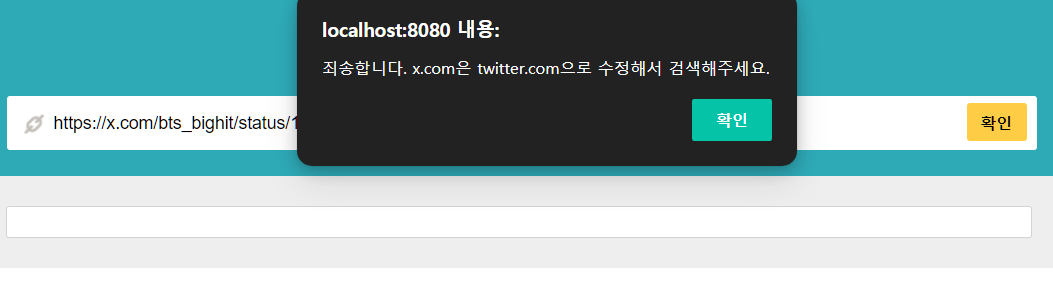 localhost:8080 내용:
죄송합니다. x.com은 twitter.com으로 수정해서 검색해주세요.
확인
https://x.com/bts_bighit/status/1
확인